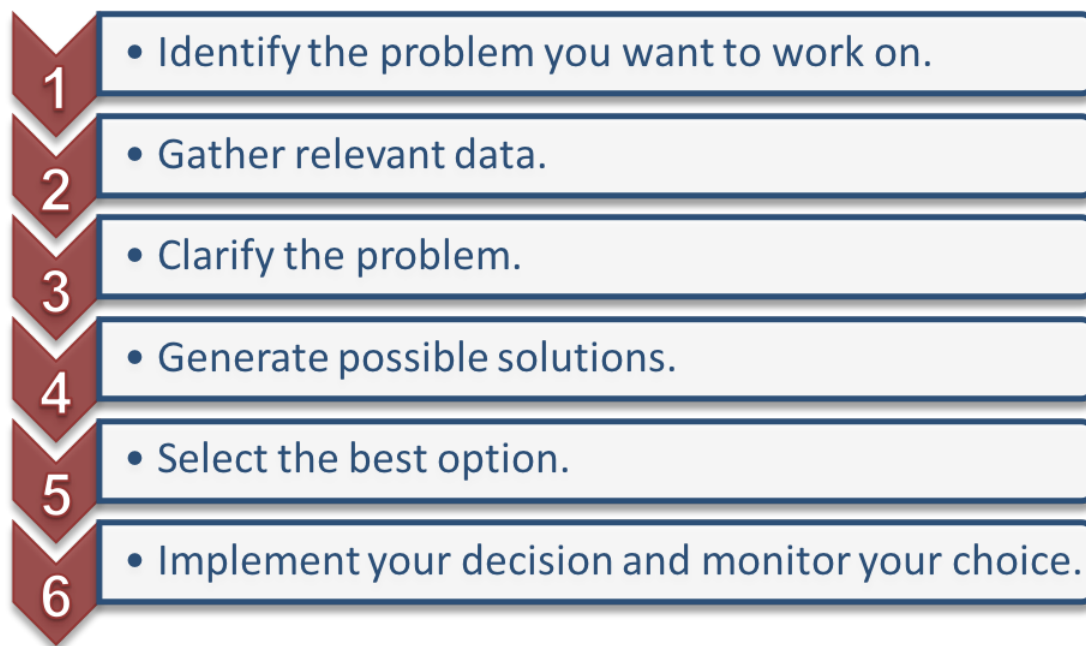 1 • Identify the problem you want to work on.
2 • Gather relevant data.
3 • Clarify the problem.
4 • Generate possible solutions.
5 • Select the best option.
6 • Implement your decision and monitor your choice.